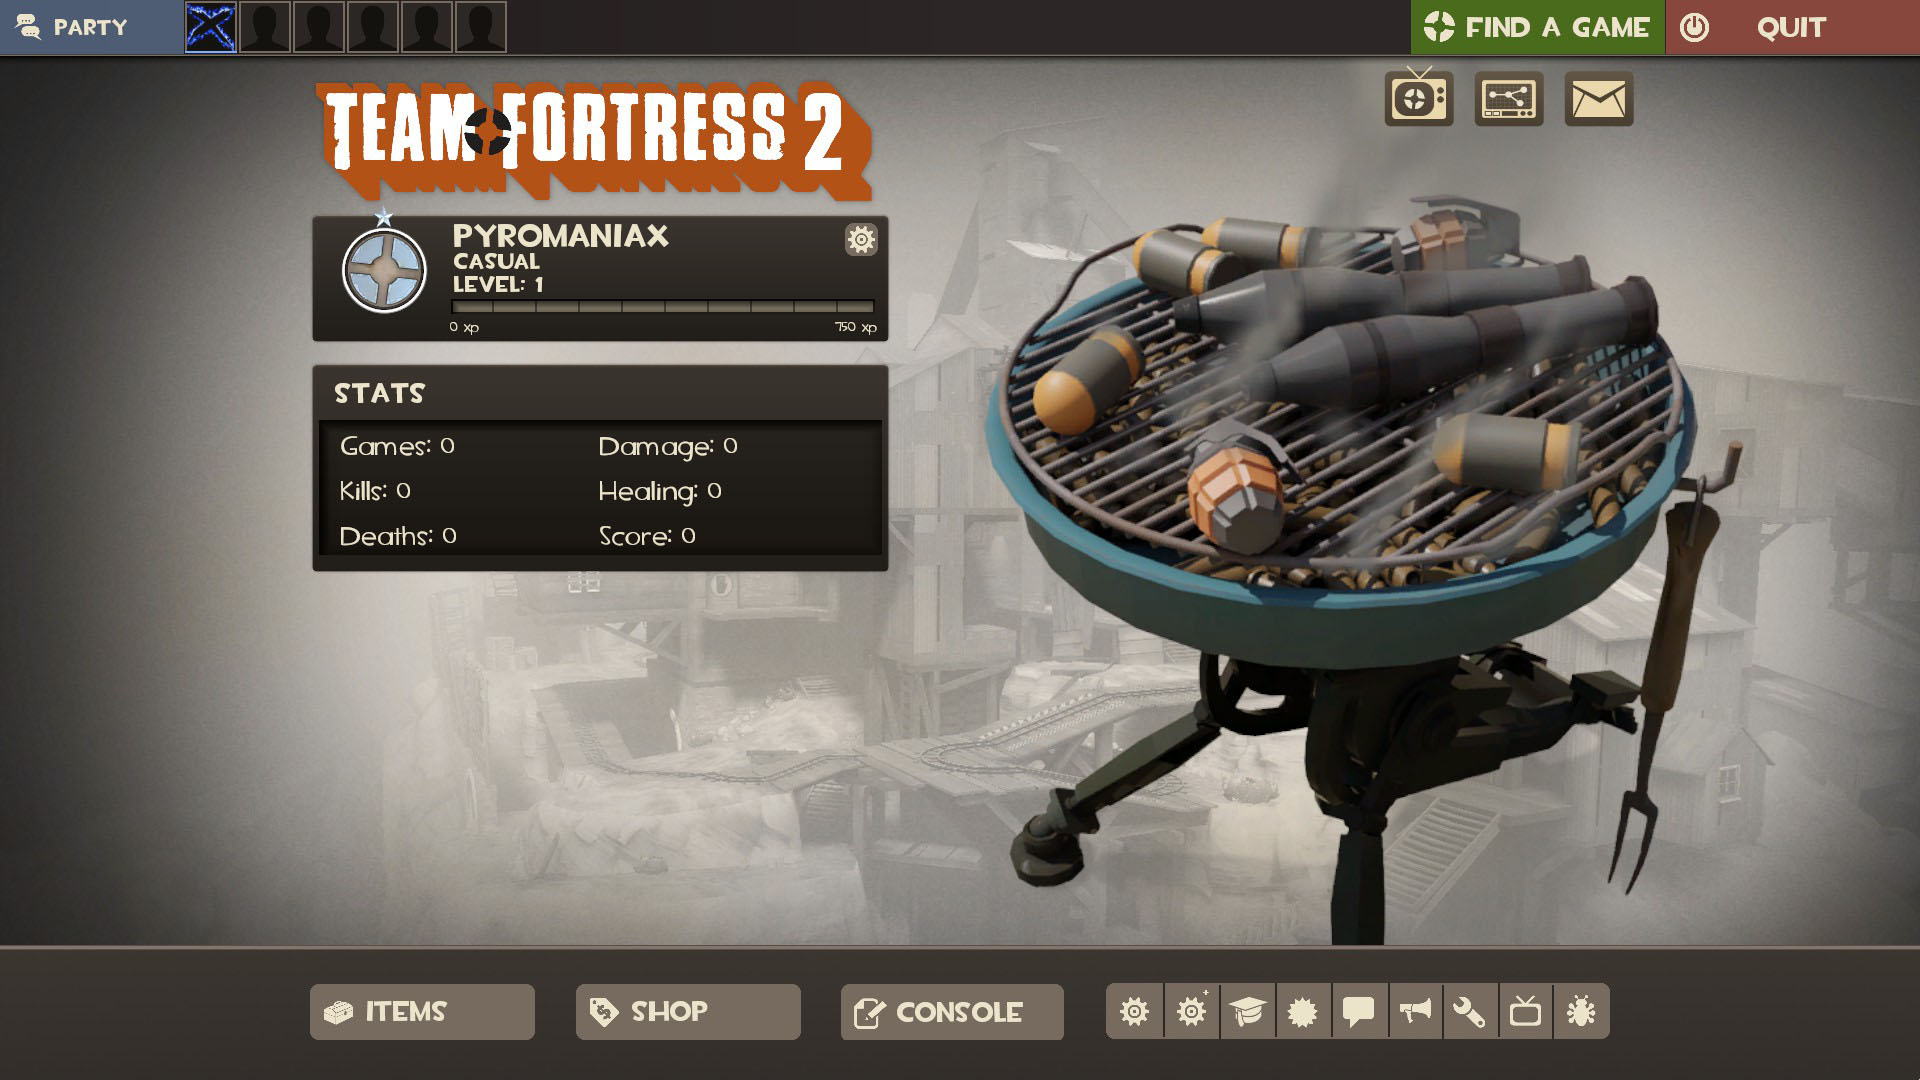 PARTY
FIND A GAME
QUIT
TEAM FORTRESS 2
PYROMANIAX
CASUAL
LEVEL: 1
0 xp
750 xp
STATS
Games: 0
Damage: 0
Kills: 0
Healing: 0
Deaths: 0
Score: 0
ITEMS
SHOP
CONSOLE